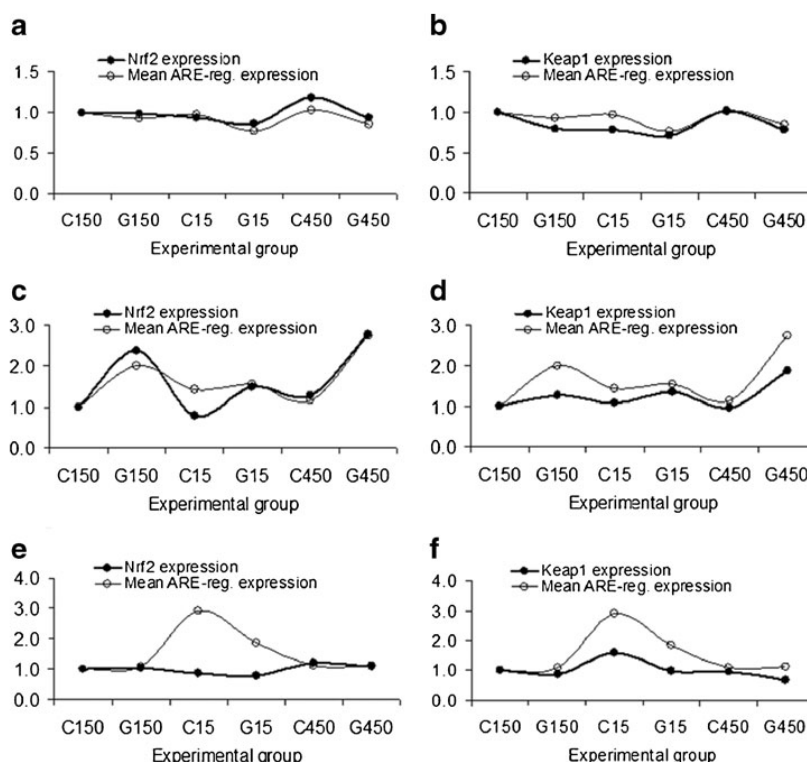 a
Nrf2 expression
Mean ARE-reg. expression
1.5
1.0
0.5
0.0
C150 G150 C15 G15 C450 G450
Experimental group
b
Keap1 expression
Mean ARE-reg. expression
1.5
1.0
0.5
0.0
C150 G150 C15 G15 C450 G450
Experimental group
c
Nrf2 expression
Mean ARE-reg. expression
3.0
2.0
1.0
0.0
C150 G150 C15 G15 C450 G450
Experimental group
d
Keap1 expression
Mean ARE-reg. expression
3.0
2.0
1.0
0.0
C150 G150 C15 G15 C450 G450
Experimental group
e
Nrf2 expression
Mean ARE-reg. expression
4.0
3.0
2.0
1.0
0.0
C150 G150 C15 G15 C450 G450
Experimental group
f
Keap1 expression
Mean ARE-reg. expression
4.0
3.0
2.0
1.0
0.0
C150 G150 C15 G15 C450 G450
Experimental group